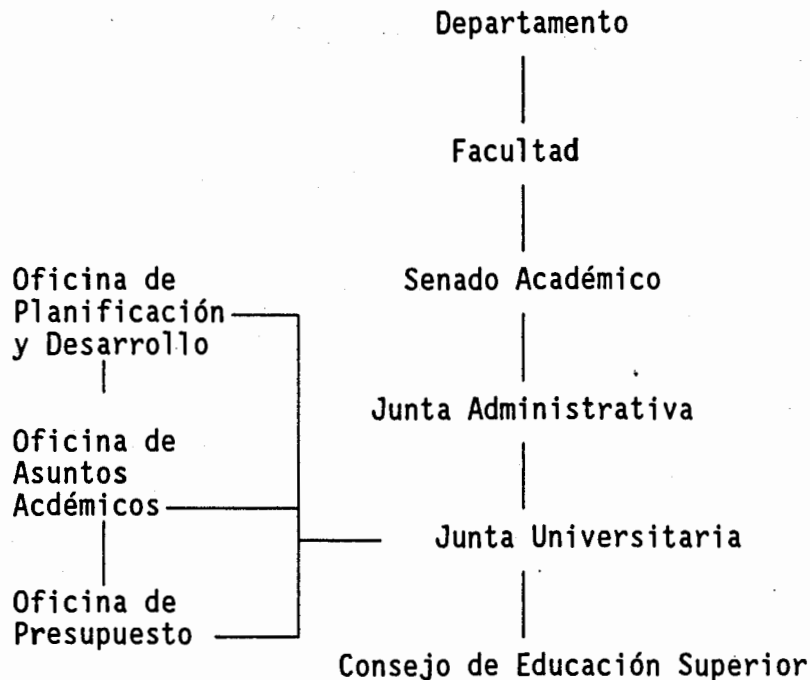 Departamento
Facultad
Senado Académico
Oficina de
Planificación
y Desarrollo
Junta Administrativa
Oficina de
Asuntos
Acdémicos
Junta Universitaria
Oficina de
Presupuesto
Consejo de Educación Superior